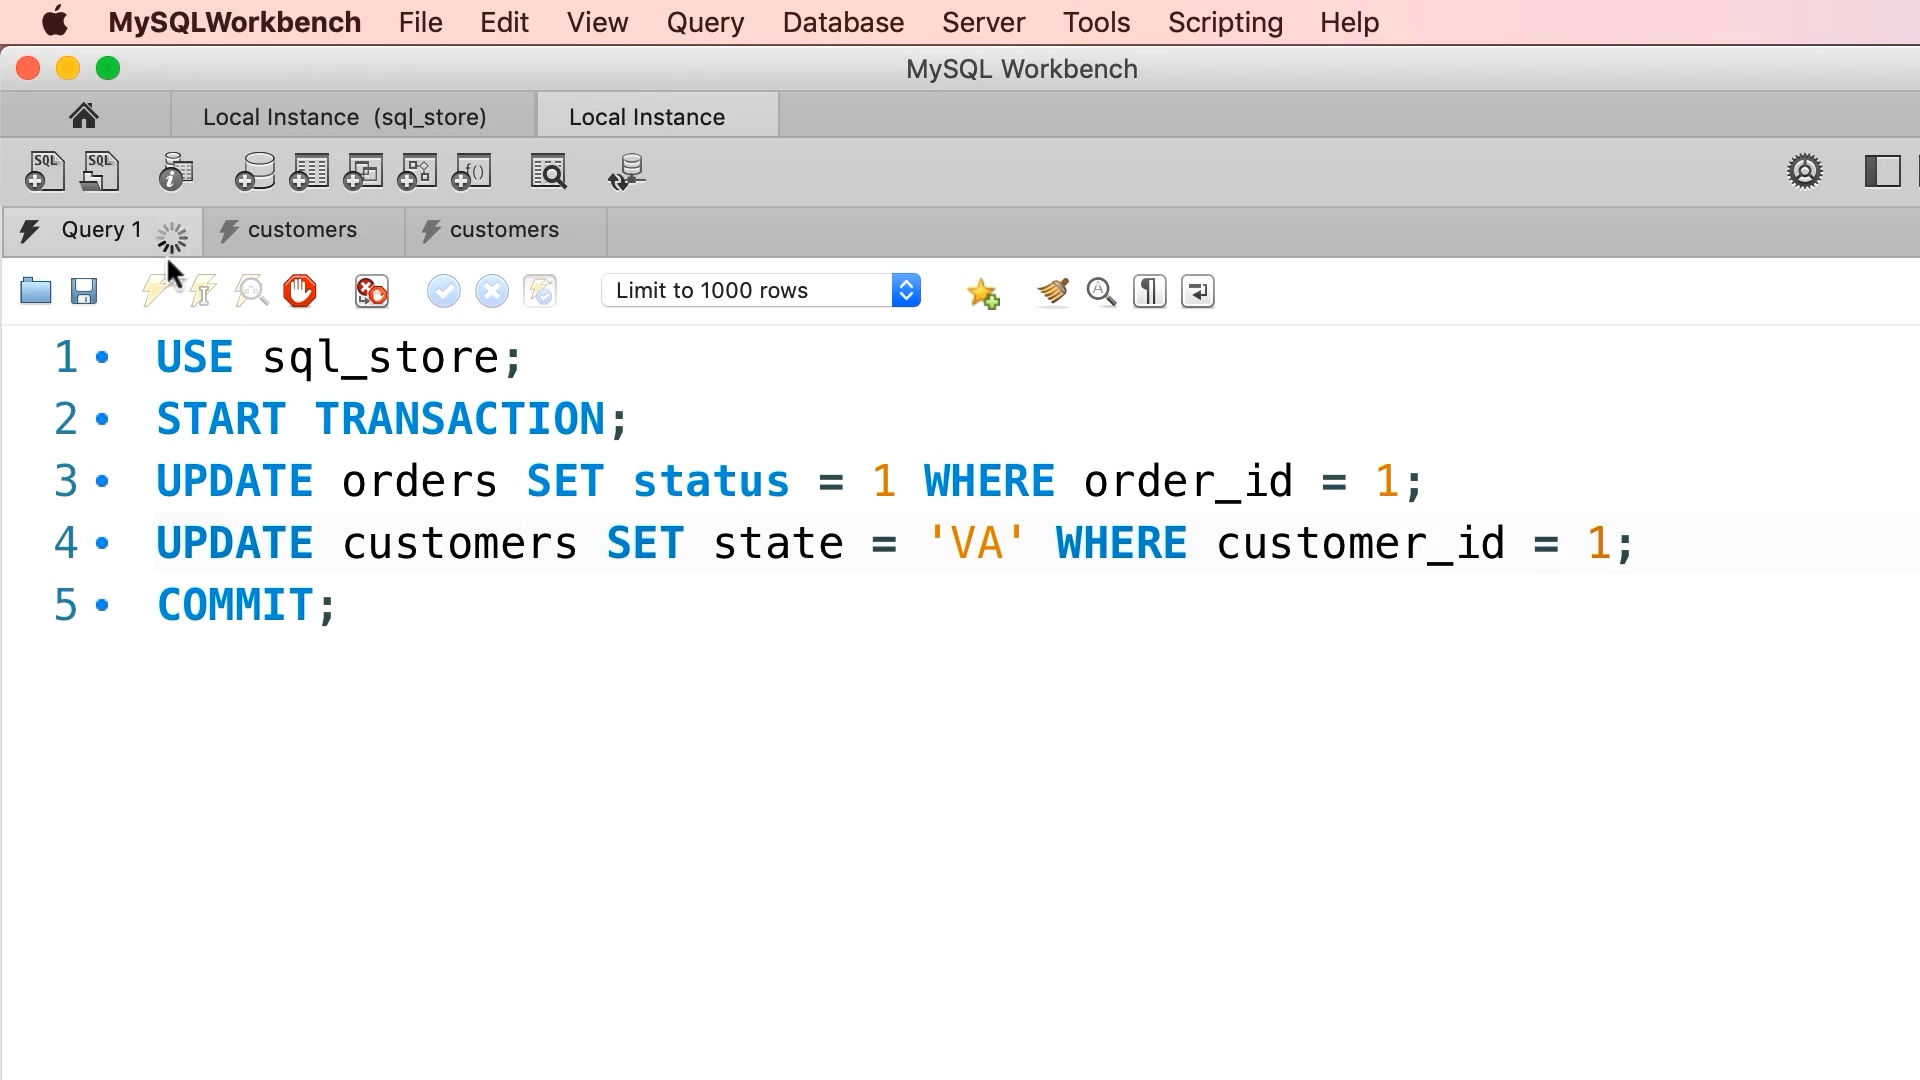 MySQLWorkbench File Edit View Query Database Server Tools Scripting Help
MySQL Workbench
Local Instance (sql_store) Local Instance
SQL SQL f()
Query 1 customers customers
Limit to 1000 rows
1 USE sql_store;
2 START TRANSACTION;
3 UPDATE orders SET status = 1 WHERE order_id = 1;
4 UPDATE customers SET state = 'VA' WHERE customer_id = 1;
5 COMMIT;